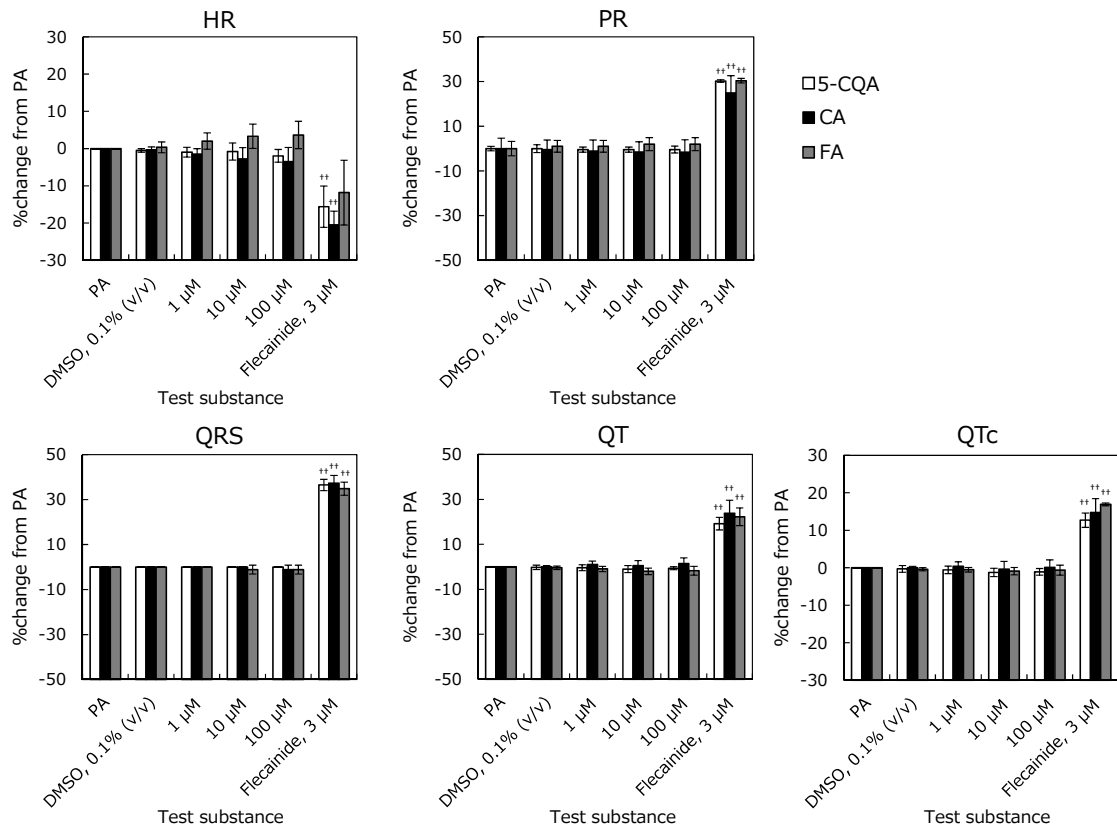 HR
%change from PA
30
20
10
0
-10
-20
-30
††
††
PA
DMSO, 0.1% (v/v)
1 µM
10 µM
100 µM
Flecainide, 3 µM
Test substance
PR
%change from PA
50
30
10
-10
-30
-50
††
††
††
PA
DMSO, 0.1% (v/v)
1 µM
10 µM
100 µM
Flecainide, 3 µM
Test substance
5-CQA
CA
FA
QRS
%change from PA
50
30
10
-10
-30
-50
††
††
††
PA
DMSO, 0.1% (v/v)
1 µM
10 µM
100 µM
Flecainide, 3 µM
Test substance
QT
%change from PA
50
30
10
-10
-30
-50
††
††
††
PA
DMSO, 0.1% (v/v)
1 µM
10 µM
100 µM
Flecainide, 3 µM
Test substance
QTc
%change from PA
30
20
10
0
-10
-20
-30
††
††
††
PA
DMSO, 0.1% (v/v)
1 µM
10 µM
100 µM
Flecainide, 3 µM
Test substance